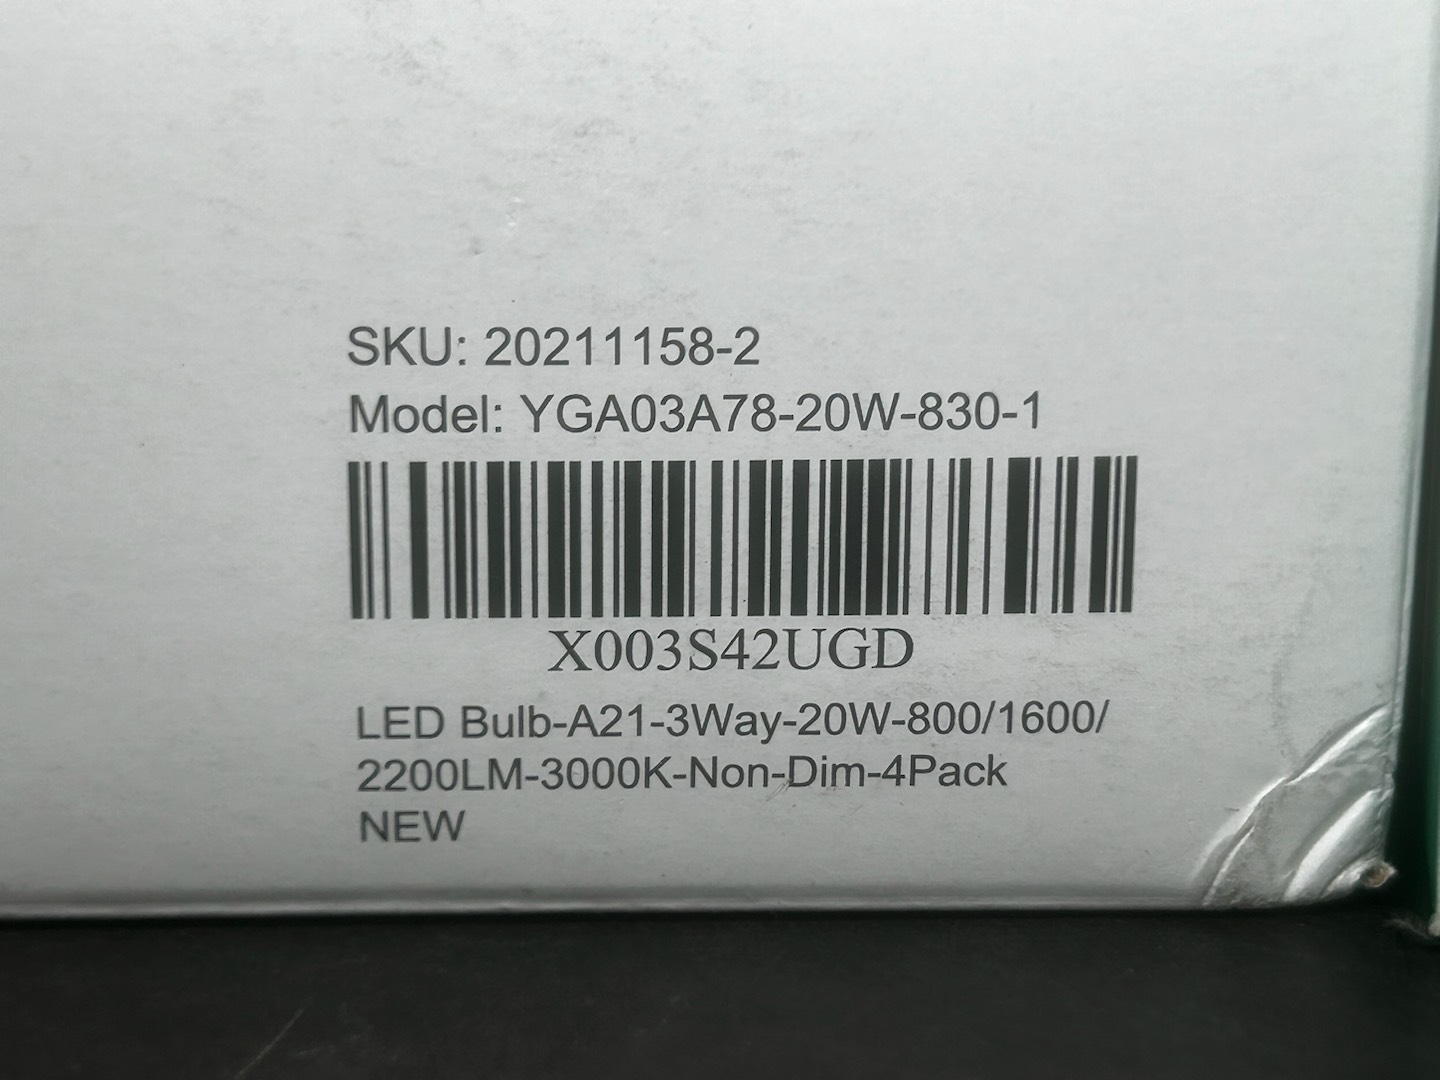 SKU: 20211158-2
Model: YGA03A78-20W-830-1
X003S42UGD
LED Bulb-A21-3Way-20W-800/1600/
2200LM-3000K-Non-Dim-4Pack
NEW